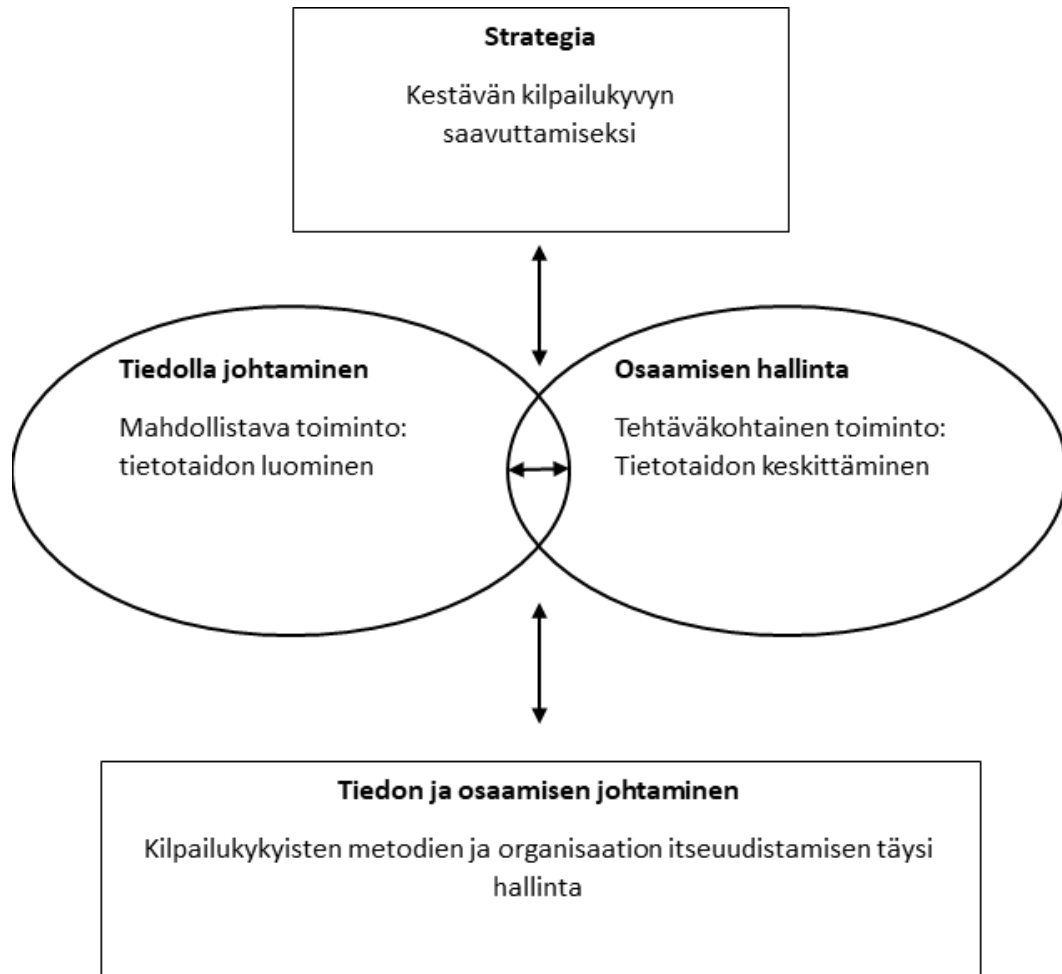 Strategia
Kestävän kilpailukyvyn
saavuttamiseksi
Tiedolla johtaminen
Mahdollistava toiminto:
tietotaidon luominen
Osaamisen hallinta
Tehtäväkohtainen toiminto:
Tietotaidon keskittäminen
Tiedon ja osaamisen johtaminen
Kilpailukykyisten metodien ja organisaation itseuudistamisen täysi
hallinta